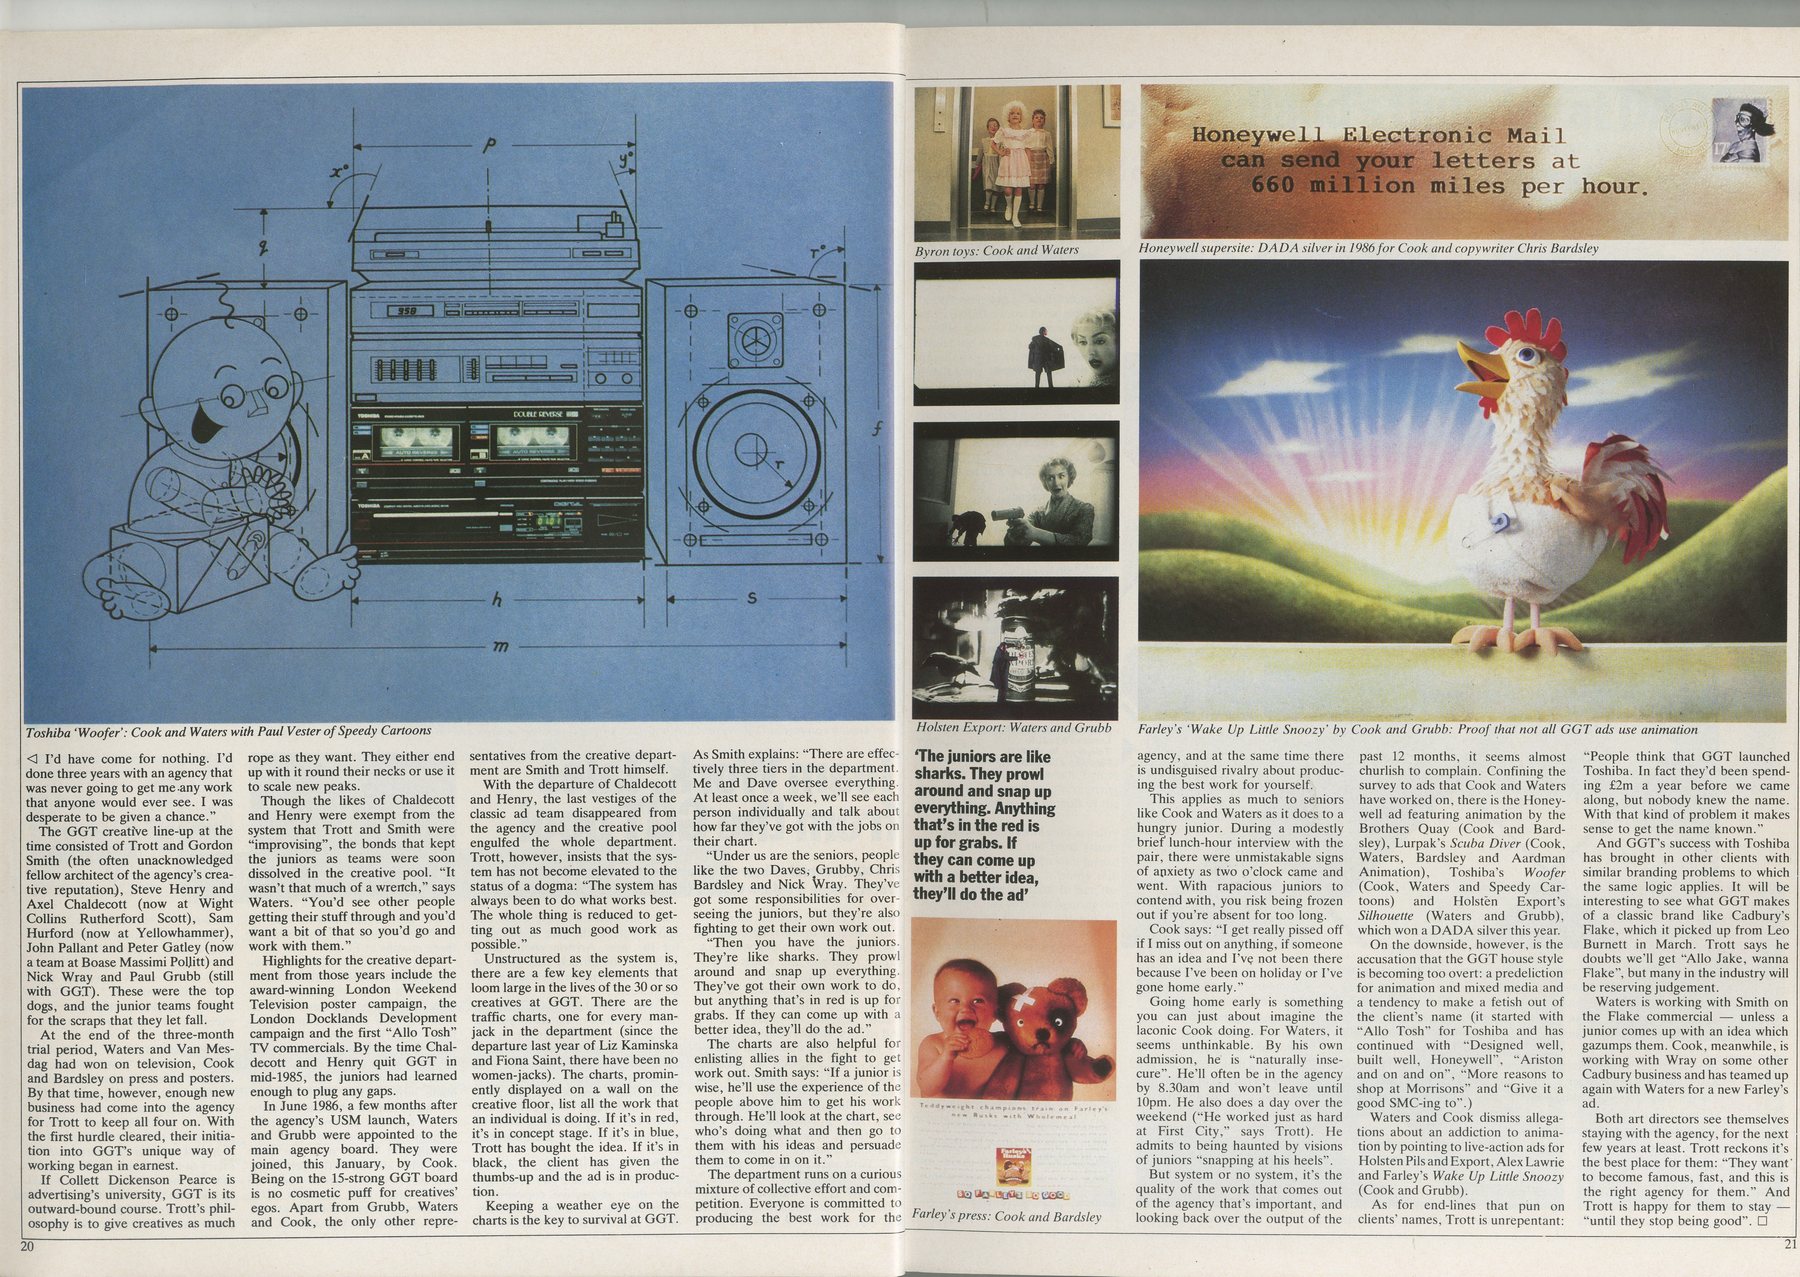 p
x°
y°
q
r°
f
r
h
s
m
350
TOSHIBA
DOUBLE REVERSE
AUTO REVERSE
AUTO REVERSE
A
B
TOSHIBA
DIGITAL
Toshiba ‘Woofer’: Cook and Waters with Paul Vester of Speedy Cartoons
◁ I’d have come for nothing. I’d
done three years with an agency that
was never going to get me any work
that anyone would ever see. I was
desperate to be given a chance.”
The GGT creative line-up at the
time consisted of Trott and Gordon
Smith (the often unacknowledged
fellow architect of the agency’s crea-
tive reputation), Steve Henry and
Axel Chaldecott (now at Wight
Collins Rutherford Scott), Sam
Hurford (now at Yellowhammer),
John Pallant and Peter Gatley (now
a team at Boase Massimi Pollitt) and
Nick Wray and Paul Grubb (still
with GGT). These were the top
dogs, and the junior teams fought
for the scraps that they let fall.
At the end of the three-month
trial period, Waters and Van Mes-
dag had won on television, Cook
and Bardsley on press and posters.
By that time, however, enough new
business had come into the agency
for Trott to keep all four on. With
the first hurdle cleared, their initia-
tion into GGT’s unique way of
working began in earnest.
If Collett Dickenson Pearce is
advertising’s university, GGT is its
outward-bound course. Trott’s phil-
osophy is to give creatives as much
rope as they want. They either end
up with it round their necks or use it
to scale new peaks.
Though the likes of Chaldecott
and Henry were exempt from the
system that Trott and Smith were
“improvising”, the bonds that kept
the juniors as teams were soon
dissolved in the creative pool. “It
wasn’t that much of a wrench,” says
Waters. “You’d see other people
getting their stuff through and you’d
want a bit of that so you’d go and
work with them.”
Highlights for the creative depart-
ment from those years include the
award-winning London Weekend
Television poster campaign, the
London Docklands Development
campaign and the first “Allo Tosh”
TV commercials. By the time Chal-
decott and Henry quit GGT in
mid-1985, the juniors had learned
enough to plug any gaps.
In June 1986, a few months after
the agency’s USM launch, Waters
and Grubb were appointed to the
main agency board. They were
joined, this January, by Cook.
Being on the 15-strong GGT board
is no cosmetic puff for creatives’
egos. Apart from Grubb, Waters
and Cook, the only other repre-
sentatives from the creative depart-
ment are Smith and Trott himself.
With the departure of Chaldecott
and Henry, the last vestiges of the
classic ad team disappeared from
the agency and the creative pool
engulfed the whole department.
Trott, however, insists that the sys-
tem has not become elevated to the
status of a dogma: “The system has
always been to do what works best.
The whole thing is reduced to get-
ting out as much good work as
possible.”
Unstructured as the system is,
there are a few key elements that
loom large in the lives of the 30 or so
creatives at GGT. There are the
traffic charts, one for every man-
jack in the department (since the
departure last year of Liz Kaminska
and Fiona Saint, there have been no
women-jacks). The charts, promin-
ently displayed on a wall on the
creative floor, list all the work that
an individual is doing. If it’s in red,
it’s in concept stage. If it’s in blue,
Trott has bought the idea. If it’s in
black, the client has given the
thumbs-up and the ad is in produc-
tion.
Keeping a weather eye on the
charts is the key to survival at GGT.
As Smith explains: “There are effec-
tively three tiers in the department.
Me and Dave oversee everything.
At least once a week, we’ll see each
person individually and talk about
how far they’ve got with the jobs on
their chart.
“Under us are the seniors, people
like the two Daves, Grubby, Chris
Bardsley and Nick Wray. They’ve
got some responsibilities for over-
seeing the juniors, but they’re also
fighting to get their own work out.
“Then you have the juniors.
They’re like sharks. They prowl
around and snap up everything.
They’ve got their own work to do,
but anything that’s in red is up for
grabs. If they can come up with a
better idea, they’ll do the ad.”
The charts are also helpful for
enlisting allies in the fight to get
work out. Smith says: “If a junior is
wise, he’ll use the experience of the
people above him to get his work
through. He’ll look at the chart, see
who’s doing what and then go to
them with his ideas and persuade
them to come in on it.”
The department runs on a curious
mixture of collective effort and com-
petition. Everyone is committed to
producing the best work for the
20
Byron toys: Cook and Waters
Holsten Export: Waters and Grubb
‘The juniors are like
sharks. They prowl
around and snap up
everything. Anything
that’s in the red is
up for grabs. If
they can come up
with a better idea,
they’ll do the ad’
Teddyweight champions train on Farley's
new Rusks with Wholemeal
Farley's
Rusks
SO FARLEY'S SO GOOD
Farley’s press: Cook and Bardsley
Honeywell Electronic Mail
can send your letters at
660 million miles per hour.
17
Honeywell supersite: DADA silver in 1986 for Cook and copywriter Chris Bardsley
Farley’s ‘Wake Up Little Snoozy’ by Cook and Grubb: Proof that not all GGT ads use animation
agency, and at the same time there
is undisguised rivalry about produc-
ing the best work for yourself.
This applies as much to seniors
like Cook and Waters as it does to a
hungry junior. During a modestly
brief lunch-hour interview with the
pair, there were unmistakable signs
of anxiety as two o’clock came and
went. With rapacious juniors to
contend with, you risk being frozen
out if you’re absent for too long.
Cook says: “I get really pissed off
if I miss out on anything, if someone
has an idea and I’ve not been there
because I’ve been on holiday or I’ve
gone home early.”
Going home early is something
you can just about imagine the
laconic Cook doing. For Waters, it
seems unthinkable. By his own
admission, he is “naturally inse-
cure”. He’ll often be in the agency
by 8.30am and won’t leave until
10pm. He also does a day over the
weekend (“He worked just as hard
at First City,” says Trott). He
admits to being haunted by visions
of juniors “snapping at his heels”.
But system or no system, it’s the
quality of the work that comes out
of the agency that’s important, and
looking back over the output of the
past 12 months, it seems almost
churlish to complain. Confining the
survey to ads that Cook and Waters
have worked on, there is the Honey-
well ad featuring animation by the
Brothers Quay (Cook and Bard-
sley), Lurpak’s Scuba Diver (Cook,
Waters, Bardsley and Aardman
Animation), Toshiba’s Woofer
(Cook, Waters and Speedy Car-
toons) and Holsten Export’s
Silhouette (Waters and Grubb),
which won a DADA silver this year.
On the downside, however, is the
accusation that the GGT house style
is becoming too overt: a predeliction
for animation and mixed media and
a tendency to make a fetish out of
the client’s name (it started with
“Allo Tosh” for Toshiba and has
continued with “Designed well,
built well, Honeywell”, “Ariston
and on and on”, “More reasons to
shop at Morrisons” and “Give it a
good SMC-ing to”.)
Waters and Cook dismiss allega-
tions about an addiction to anima-
tion by pointing to live-action ads for
Holsten Pils and Export, Alex Lawrie
and Farley’s Wake Up Little Snoozy
(Cook and Grubb).
As for end-lines that pun on
clients’ names, Trott is unrepentant:
“People think that GGT launched
Toshiba. In fact they’d been spend-
ing £2m a year before we came
along, but nobody knew the name.
With that kind of problem it makes
sense to get the name known.”
And GGT’s success with Toshiba
has brought in other clients with
similar branding problems to which
the same logic applies. It will be
interesting to see what GGT makes
of a classic brand like Cadbury’s
Flake, which it picked up from Leo
Burnett in March. Trott says he
doubts we’ll get “Allo Jake, wanna
Flake”, but many in the industry will
be reserving judgement.
Waters is working with Smith on
the Flake commercial — unless a
junior comes up with an idea which
gazumps them. Cook, meanwhile, is
working with Wray on some other
Cadbury business and has teamed up
again with Waters for a new Farley’s
ad.
Both art directors see themselves
staying with the agency, for the next
few years at least. Trott reckons it’s
the best place for them: “They want
to become famous, fast, and this is
the right agency for them.” And
Trott is happy for them to stay —
“until they stop being good”. □
21